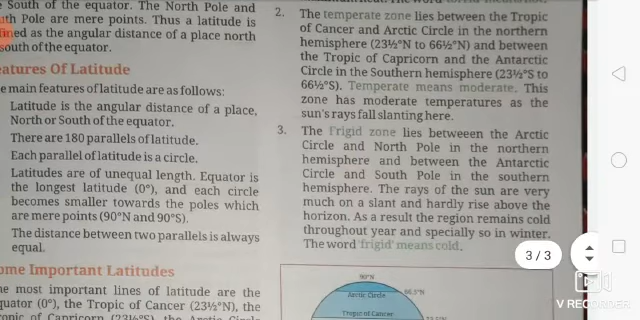 South of the equator. The North Pole and
Pole are mere points. Thus a latitude is
as the angular distance of a place north
south of the equator.
Of Latitude
main features of latitude are as follows:
Latitude is the angular distance of a place,
North or South of the equator.
There are 180 parallels of latitude.
Each parallel of latitude is a circle.
Latitudes are of unequal length. Equator is
the longest latitude (0°), and each circle
becomes smaller towards the poles which
are mere points (90°N and 90°S).
The distance between two parallels is always
equal.
Important Latitudes
most important lines of latitude are the
(0°), the Tropic of Cancer (23½°N), the
of Capricorn (23½°S), the
2. The temperate zone lies between the Tropic
of Cancer and Arctic Circle in the northern
hemisphere (23½°N to 66½°N) and between
the Tropic of Capricorn and the Antarctic
Circle in the Southern hemisphere (23½°S to
66½°S). Temperate means moderate. This
zone has moderate temperatures as the
sun's rays fall slanting here.
3. The Frigid zone lies betweeen the Arctic
Circle and North Pole in the northern
hemisphere and between the Antarctic
Circle and South Pole in the southern
hemisphere. The rays of the sun are very
much on a slant and hardly rise above the
horizon. As a result the region remains cold
throughout year and specially so in winter.
The word 'frigid' means cold.
90°N
Arctic Circle
66.5°N
Tropic of Cancer
3 / 3
V RECORDER